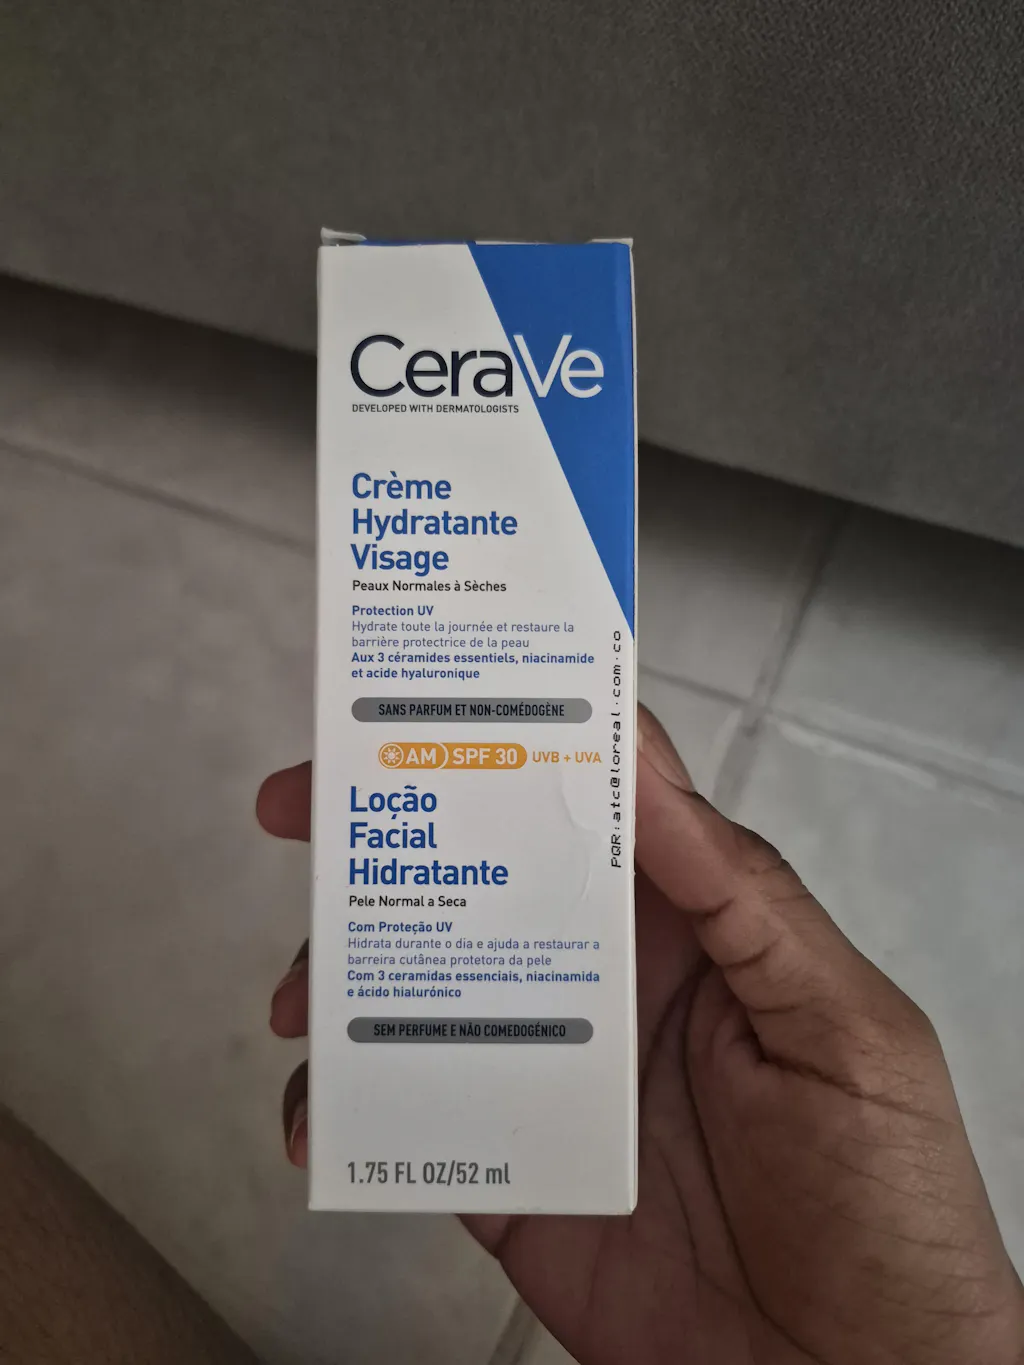 CeraVe
DEVELOPED WITH DERMATOLOGISTS
Crème
Hydratante
Visage
Peaux Normales à Sèches
Protection UV
Hydrate toute la journée et restaure la
barrière protectrice de la peau
Aux 3 céramides essentiels, niacinamide
et acide hyaluronique
SANS PARFUM ET NON-COMÉDOGÈNE
AM SPF 30 UVB + UVA
Loção
Facial
Hidratante
Pele Normal a Seca
Com Proteção UV
Hidrata durante o dia e ajuda a restaurar a
barreira cutânea protetora da pele
Com 3 ceramidas essenciais, niacinamida
e ácido hialurónico
SEM PERFUME E NÃO COMEDOGÉNICO
1.75 FL OZ/52 ml
PQR:atc@loreal.com.co